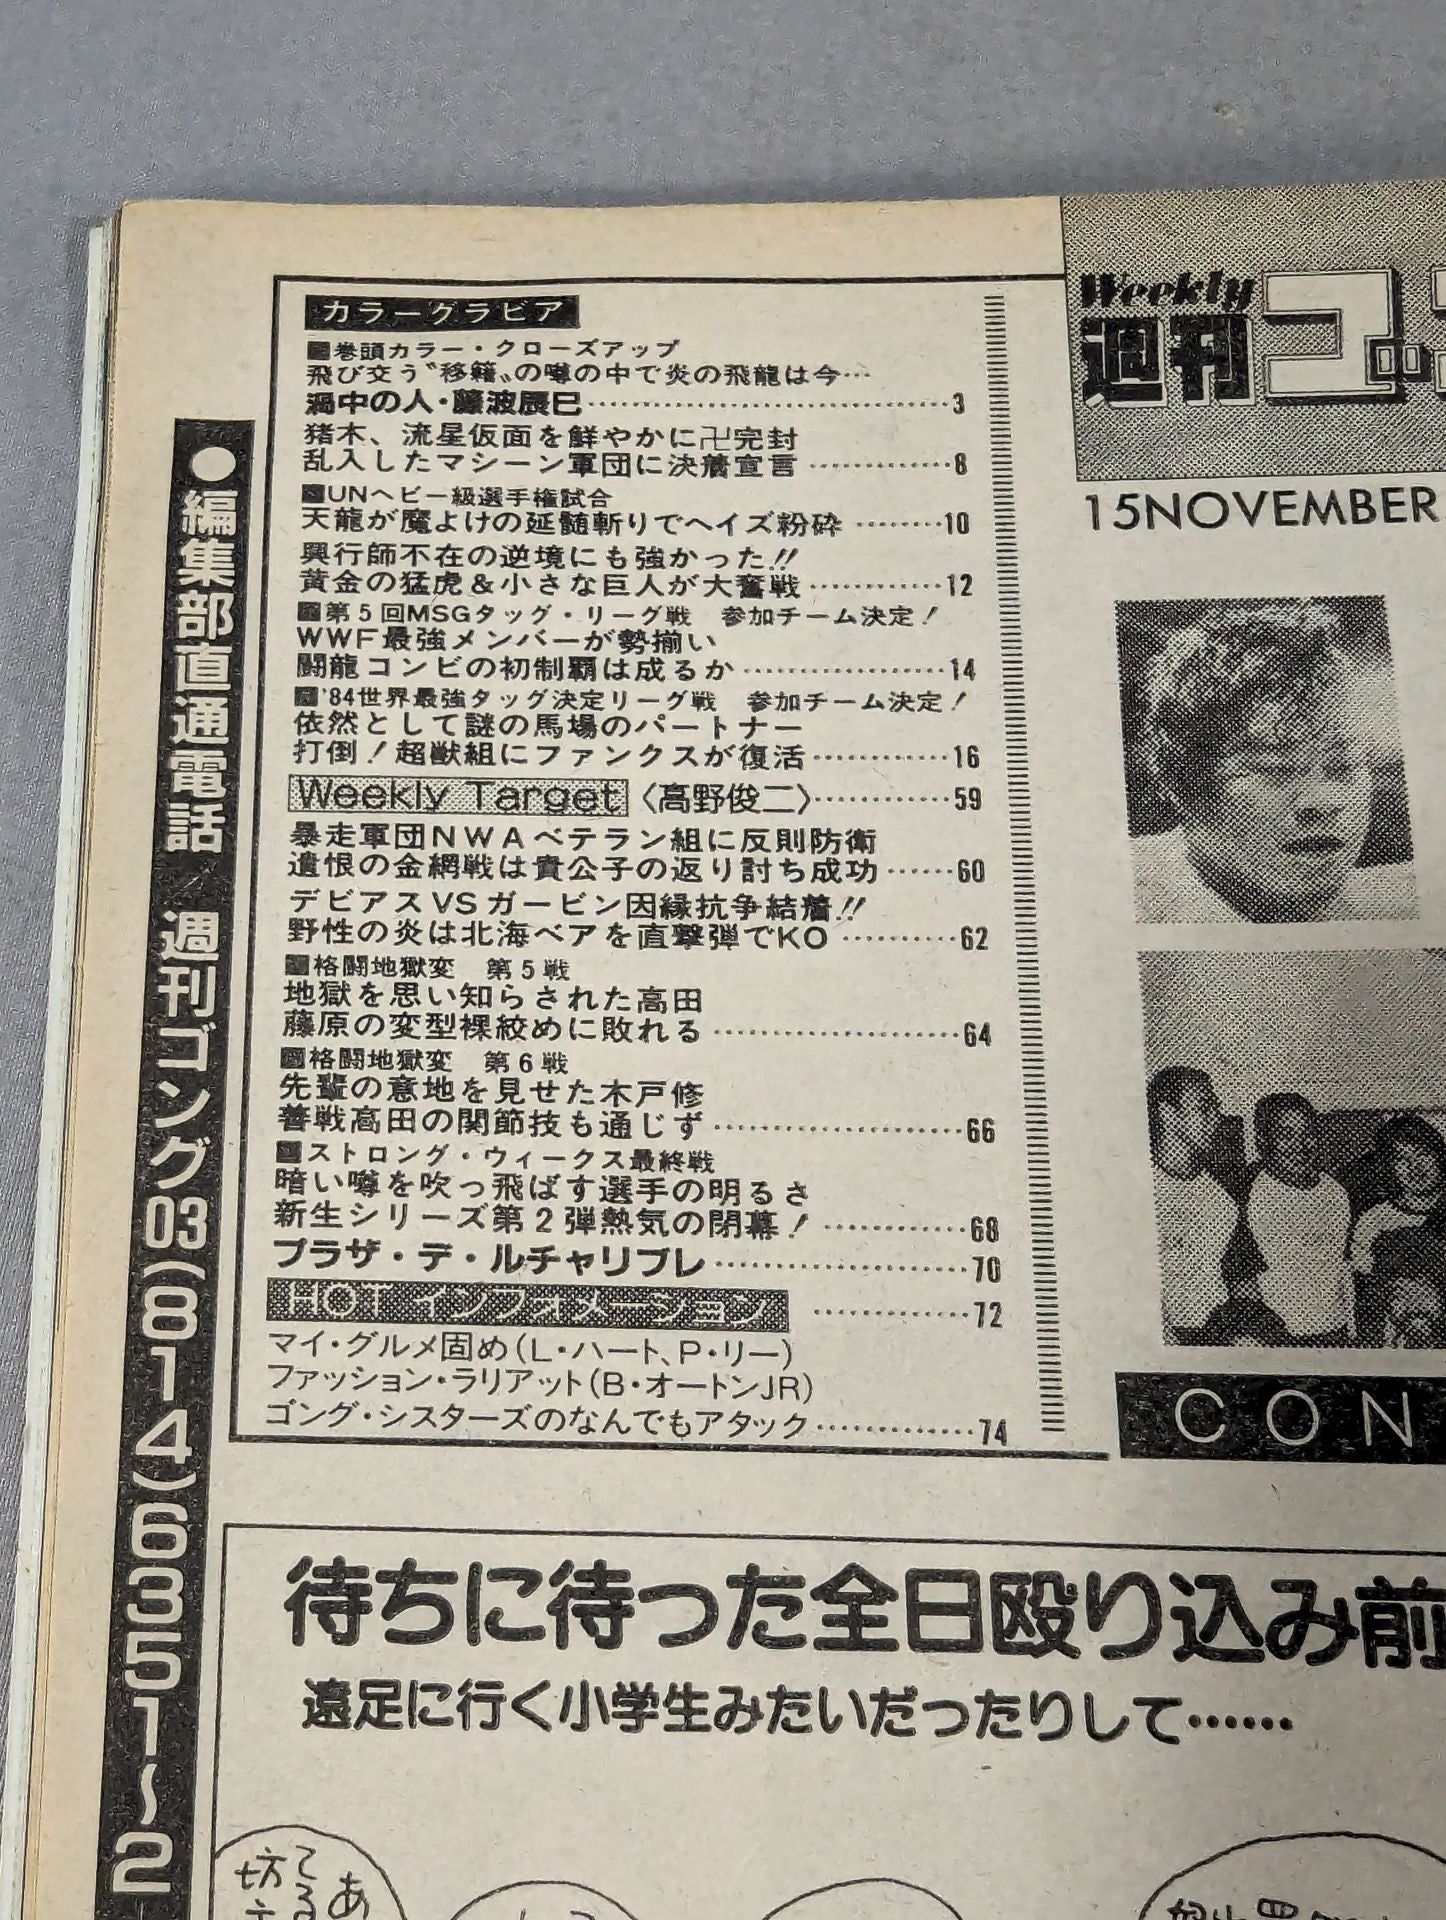 カラーグラビア
■巻頭カラー・クローズアップ
飛び交う〝移籍〟の噂の中で炎の飛龍は今…
渦中の人・藤波辰巳……………………3
猪木、流星仮面を鮮やかに卍完封
乱入したマシーン軍団に決着宣言……………8
■UNヘビー級選手権試合
天龍が魔よけの延髄斬りでヘイズ粉砕………10
興行師不在の逆境にも強かった!!
黄金の猛虎&小さな巨人が大奮戦…………12
■第5回MSGタッグ・リーグ戦 参加チーム決定!
WWF最強メンバーが勢揃い
闘龍コンビの初制覇は成るか…………………14
■'84世界最強タッグ決定リーグ戦 参加チーム決定!
依然として謎の馬場のパートナー
打倒!超獣組にファンクスが復活…………16
Weekly Target〈高野俊二〉…………59
暴走軍団NWAベテラン組に反則防衛
遺恨の金網戦は貴公子の返り討ち成功……60
デビアスVSガービン因縁抗争結着!!
野性の炎は北海ベアを直撃弾でKO…………62
■格闘地獄変 第5戦
地獄を思い知らされた高田
藤原の変型裸絞めに敗れる……………………64
■格闘地獄変 第6戦
先輩の意地を見せた木戸修
善戦高田の関節技も通じず……………………66
■ストロング・ウィークス最終戦
暗い噂を吹っ飛ばす選手の明るさ
新生シリーズ第2弾熱気の閉幕!…………68
プラザ・デ・ルチャリブレ……………………70
HOTインフォメーション……………72
マイ・グルメ固め(L・ハート、P・リー)
ファッション・ラリアット(B・オートンJR)
ゴング・シスターズのなんでもアタック……………74
●編集部直通電話/週刊ゴング03(814)6351〜2
Weekly
週刊ゴ
15NOVEMBER
CON
待ちに待った全日殴り込み前
遠足に行く小学生みたいだったりして……
あ
てる
坊